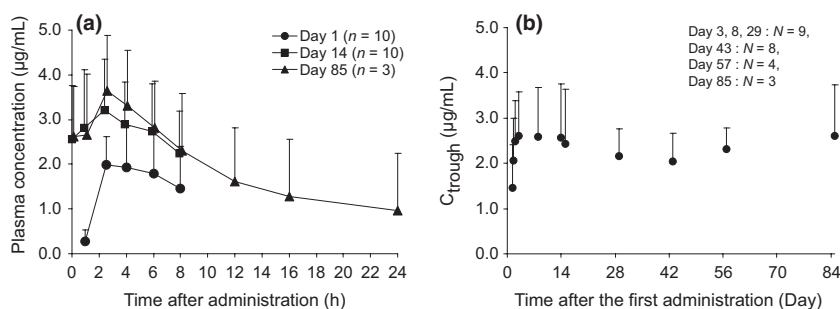 (a)
Day 1 (n = 10)
Day 14 (n = 10)
Day 85 (n = 3)
Plasma concentration (µg/mL)
5.0
4.0
3.0
2.0
1.0
0.0
0 2 4 6 8 10 12 14 16 18 20 22 24
Time after administration (h)
(b)
Day 3, 8, 29 : N = 9,
Day 43 : N = 8,
Day 57 : N = 4,
Day 85 : N = 3
Ctrough (µg/mL)
5.0
4.0
3.0
2.0
1.0
0.0
0 14 28 42 56 70 84
Time after the first administration (Day)